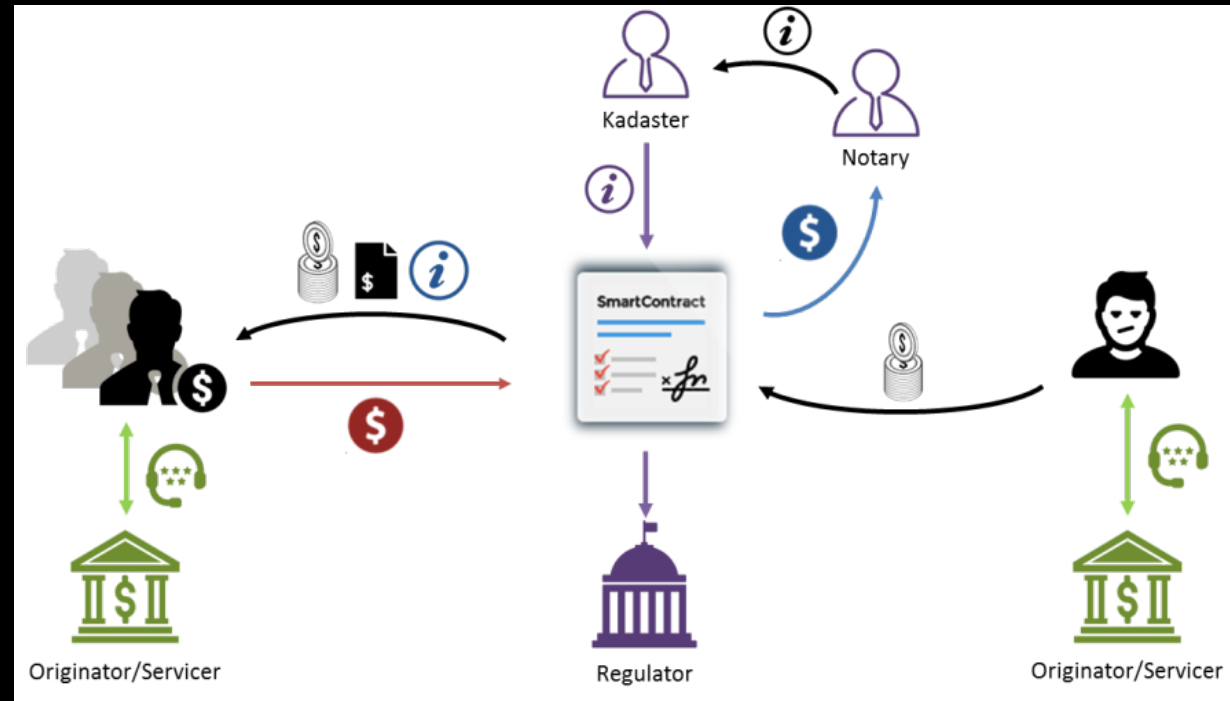 Kadaster
Notary
SmartContract
Originator/Servicer
Regulator
Originator/Servicer